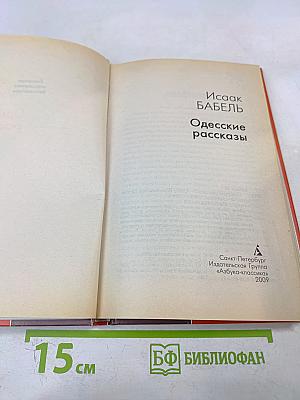 Исаак
БАБЕЛЬ
Одесские
рассказы
Санкт-Петербург
Издательская Группа
«Азбука-классика»
2009
15 см
БФ БИБЛИОФАН